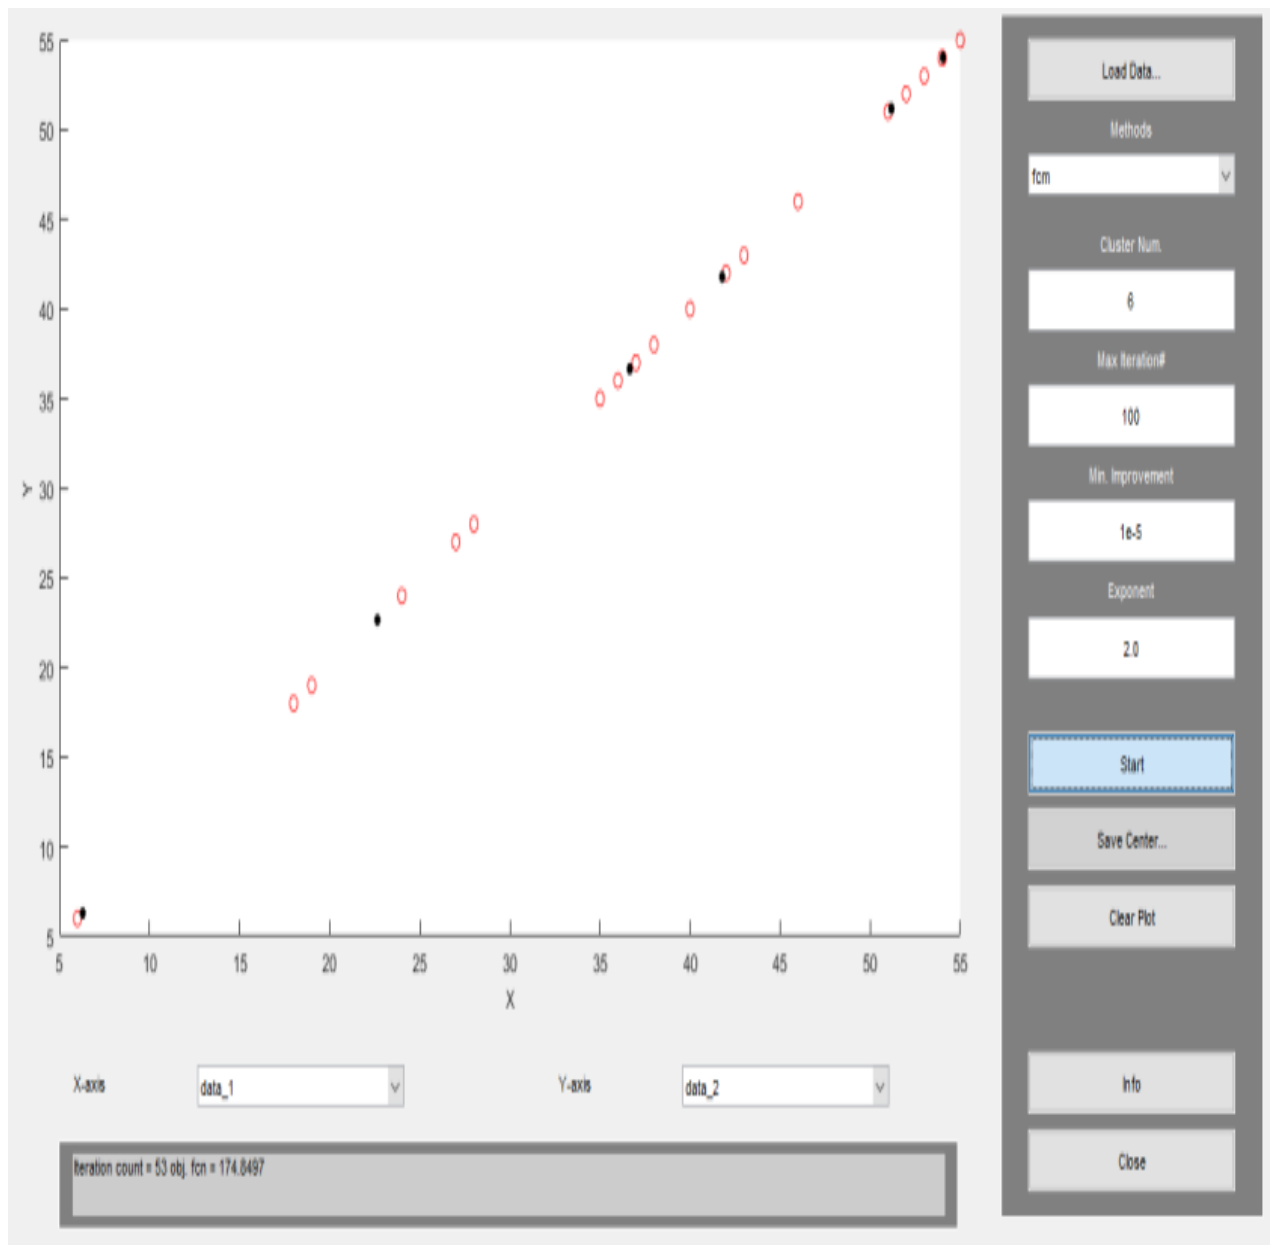 55
50
45
40
35
30
25
20
15
10
5
Y
5 10 15 20 25 30 35 40 45 50 55
X
X-axis
data_1
Y-axis
data_2
Iteration count = 53 obj. fcn = 174.8497
Load Data...
Methods
fcm
Cluster Num.
6
Max Iteration#
100
Min. Improvement
1e-5
Exponent
2.0
Start
Save Center...
Clear Plot
Info
Close